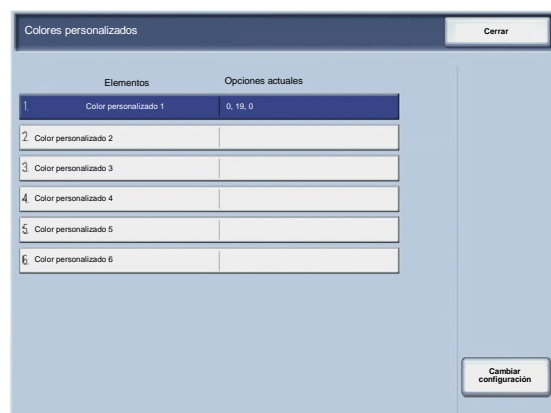 Colores personalizados
Cerrar
Elementos
Opciones actuales
1. Color personalizado 1 0, 19, 0
2. Color personalizado 2
3. Color personalizado 3
4. Color personalizado 4
5. Color personalizado 5
6. Color personalizado 6
Cambiar
configuración